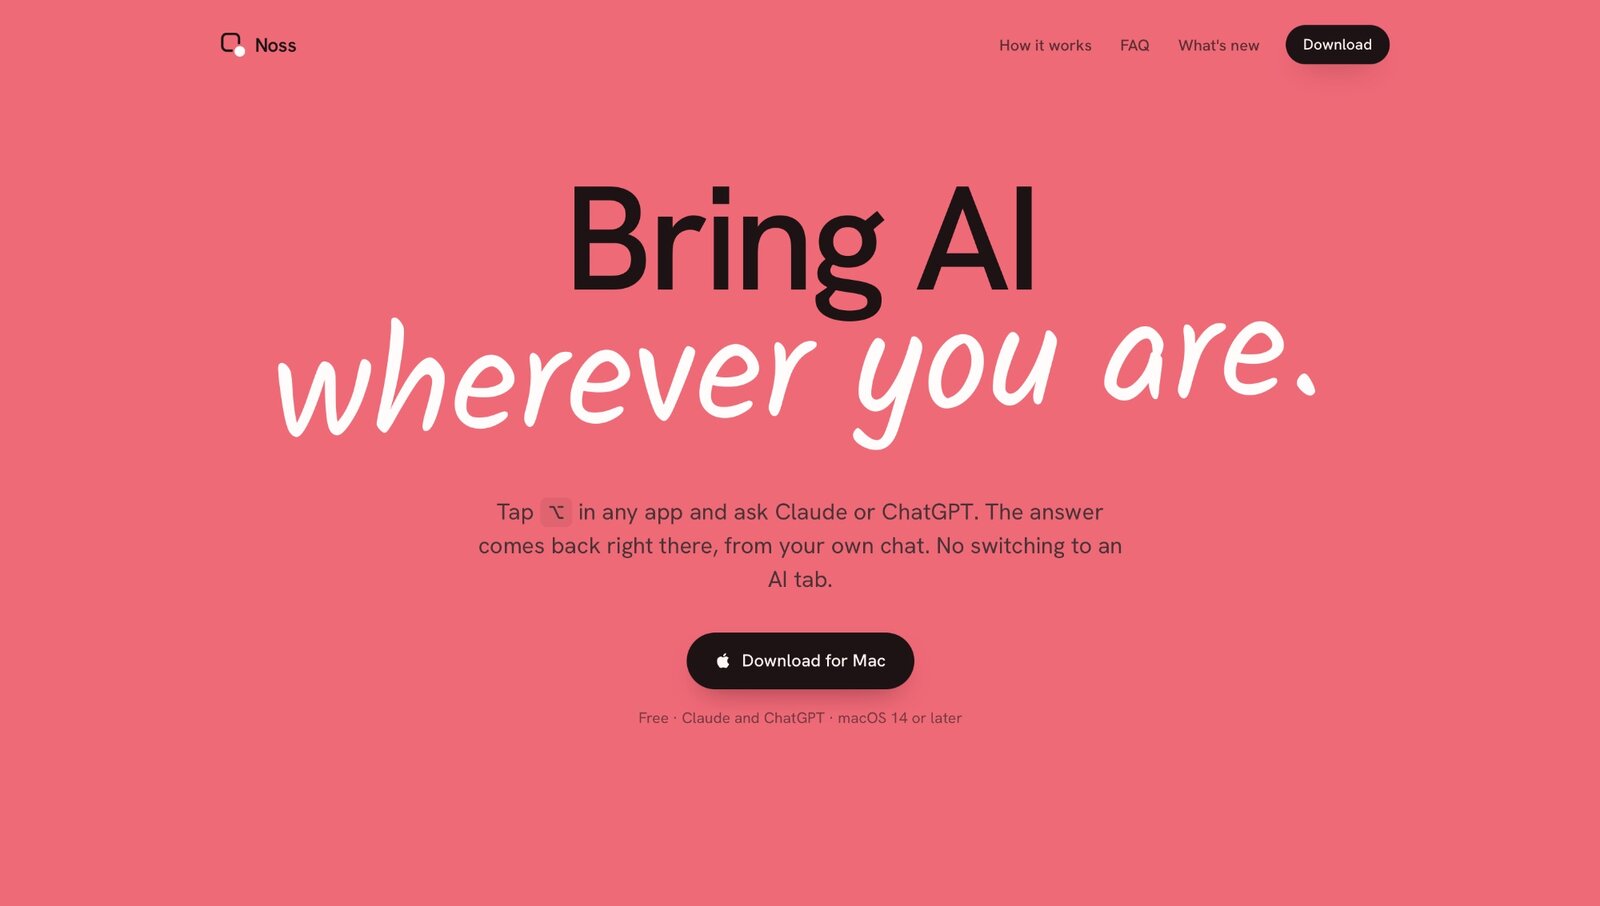 Noss
How it works
FAQ
What's new
Download
Bring AI
wherever you are.
Tap ⌥ in any app and ask Claude or ChatGPT. The answer
comes back right there, from your own chat. No switching to an
AI tab.
Download for Mac
Free · Claude and ChatGPT · macOS 14 or later